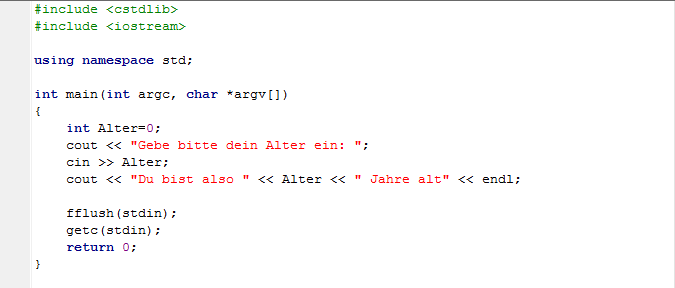 #include <cstdlib>
#include <iostream>
using namespace std;
int main(int argc, char *argv[])
{
int Alter=0;
cout << "Gebe bitte dein Alter ein: ";
cin >> Alter;
cout << "Du bist also " << Alter << " Jahre alt" << endl;
fflush(stdin);
getc(stdin);
return 0;
}